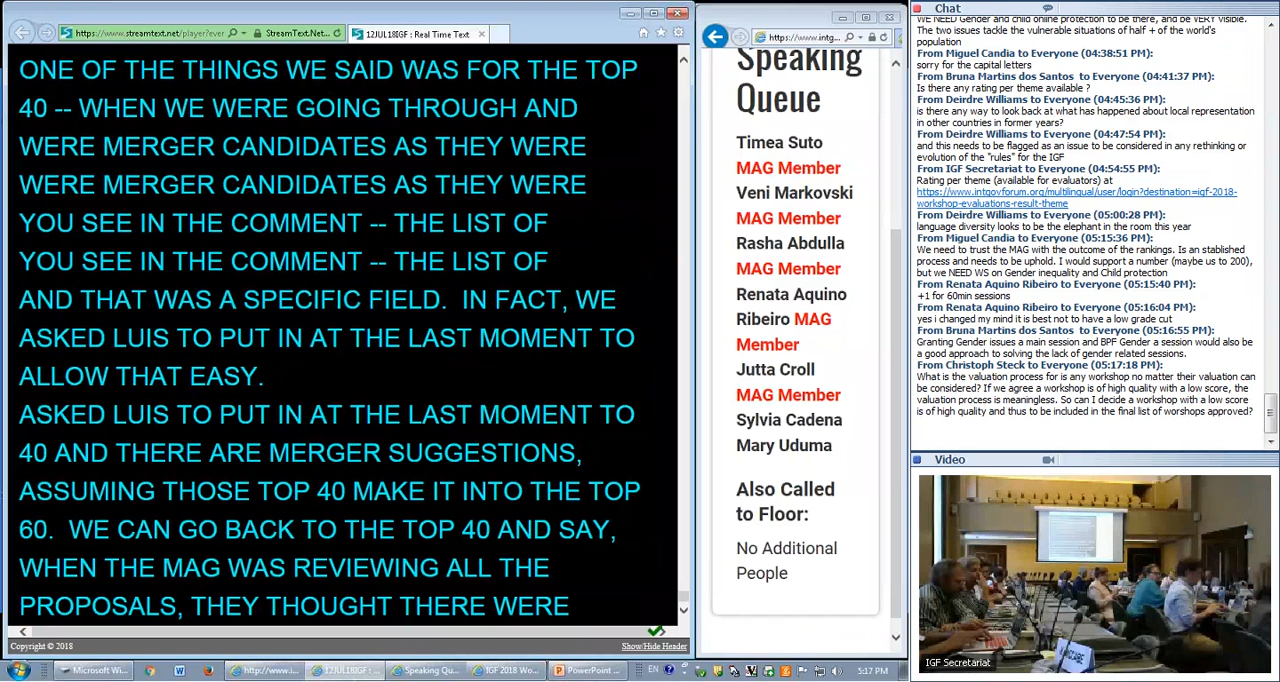 https://www.streamtext.net/player?ever
StreamText.Net ...
12JUL18IGF : Real Time Text
ONE OF THE THINGS WE SAID WAS FOR THE TOP
40 -- WHEN WE WERE GOING THROUGH AND
WERE MERGER CANDIDATES AS THEY WERE
WERE MERGER CANDIDATES AS THEY WERE
YOU SEE IN THE COMMENT -- THE LIST OF
YOU SEE IN THE COMMENT -- THE LIST OF
AND THAT WAS A SPECIFIC FIELD. IN FACT, WE
ASKED LUIS TO PUT IN AT THE LAST MOMENT TO
ALLOW THAT EASY.
ASKED LUIS TO PUT IN AT THE LAST MOMENT TO
40 AND THERE ARE MERGER SUGGESTIONS,
ASSUMING THOSE TOP 40 MAKE IT INTO THE TOP
60. WE CAN GO BACK TO THE TOP 40 AND SAY,
WHEN THE MAG WAS REVIEWING ALL THE
PROPOSALS, THEY THOUGHT THERE WERE
Copyright © 2018
Show/Hide Header
https://www.intg...
Speaking
Queue
Timea Suto
MAG Member
Veni Markovski
MAG Member
Rasha Abdulla
MAG Member
Renata Aquino
Ribeiro MAG
Member
Jutta Croll
MAG Member
Sylvia Cadena
Mary Uduma
Also Called
to Floor:
No Additional
People
Chat
WE NEED Gender and child online protection to be there, and be VERY visible.
The two issues tackle the vulnerable situations of half + of the world's
population
From Miguel Candia to Everyone (04:38:51 PM):
sorry for the capital letters
From Bruna Martins dos Santos to Everyone (04:41:37 PM):
Is there any rating per theme available ?
From Deirdre Williams to Everyone (04:45:36 PM):
is there any way to look back at what has happened about local representation
in other countries in former years?
From Deirdre Williams to Everyone (04:47:54 PM):
and this needs to be flagged as an issue to be considered in any rethinking or
evolution of the "rules" for the IGF
From IGF Secretariat to Everyone (04:54:55 PM):
Rating per theme (available for evaluators) at
https://www.intgovforum.org/multilingual/user/login?destination=igf-2018-
workshop-evaluations-result-theme
From Deirdre Williams to Everyone (05:00:28 PM):
language diversity looks to be the elephant in the room this year
From Miguel Candia to Everyone (05:15:36 PM):
We need to trust the MAG with the outcome of the rankings. Is an stablished
process and needs to be uphold. I would support a number (maybe us to 200),
but we NEED WS on Gender inequality and Child protection
From Renata Aquino Ribeiro to Everyone (05:15:40 PM):
+1 for 60min sessions
From Renata Aquino Ribeiro to Everyone (05:16:04 PM):
yes i changed my mind it is best not to have a low grade cut
From Bruna Martins dos Santos to Everyone (05:16:55 PM):
Granting Gender issues a main session and BPF Gender a session would also be
a good approach to solving the lack of gender related sessions.
From Christoph Steck to Everyone (05:17:18 PM):
What is the valuation process for is any workshop no matter their valuation can
be considered? If we agree a workshop is of high quality with a low score, the
valuation process is meaningless. So can I decide a workshop with a low score
is of high quality and thus to be included in the final list of worshops approved?
Video
IGF Secretariat
Microsoft Wi...
http://www.i...
12JUL18IGF :...
Speaking Qu...
IGF 2018 Wo...
PowerPoint ...
EN
5:17 PM